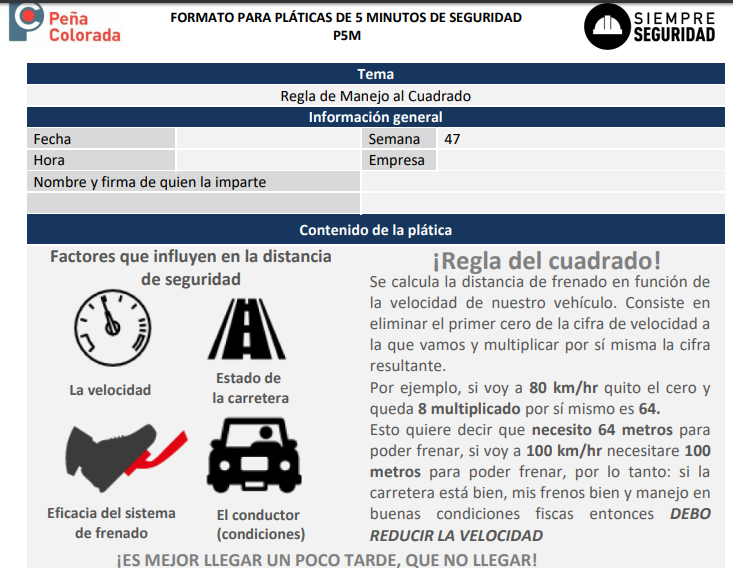 Peña
Colorada
FORMATO PARA PLÁTICAS DE 5 MINUTOS DE SEGURIDAD
P5M
SIEMPRE
SEGURIDAD
Tema
Regla de Manejo al Cuadrado
Información general
Fecha
Semana 47
Hora
Empresa
Nombre y firma de quien la imparte
Contenido de la plática
Factores que influyen en la distancia
de seguridad
La velocidad
Estado de
la carretera
Eficacia del sistema
de frenado
El conductor
(condiciones)
¡Regla del cuadrado!
Se calcula la distancia de frenado en función de
la velocidad de nuestro vehículo. Consiste en
eliminar el primer cero de la cifra de velocidad a
la que vamos y multiplicar por sí misma la cifra
resultante.
Por ejemplo, si voy a 80 km/hr quito el cero y
queda 8 multiplicado por sí mismo es 64.
Esto quiere decir que necesito 64 metros para
poder frenar, si voy a 100 km/hr necesitare 100
metros para poder frenar, por lo tanto: si la
carretera está bien, mis frenos bien y manejo en
buenas condiciones fiscas entonces DEBO
REDUCIR LA VELOCIDAD
¡ES MEJOR LLEGAR UN POCO TARDE, QUE NO LLEGAR!